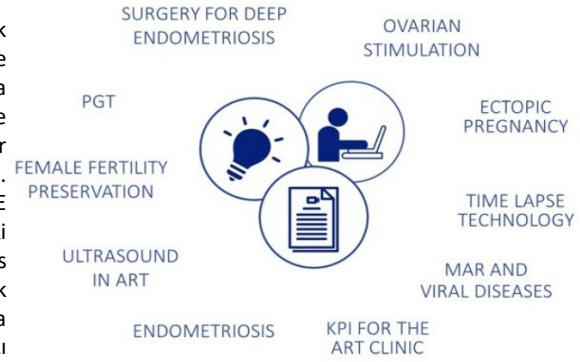 SURGERY FOR DEEP
ENDOMETRIOSIS
OVARIAN
STIMULATION
PGT
ECTOPIC
PREGNANCY
FEMALE FERTILITY
PRESERVATION
TIME LAPSE
TECHNOLOGY
ULTRASOUND
IN ART
MAR AND
VIRAL DISEASES
ENDOMETRIOSIS
KPI FOR THE
ART CLINIC